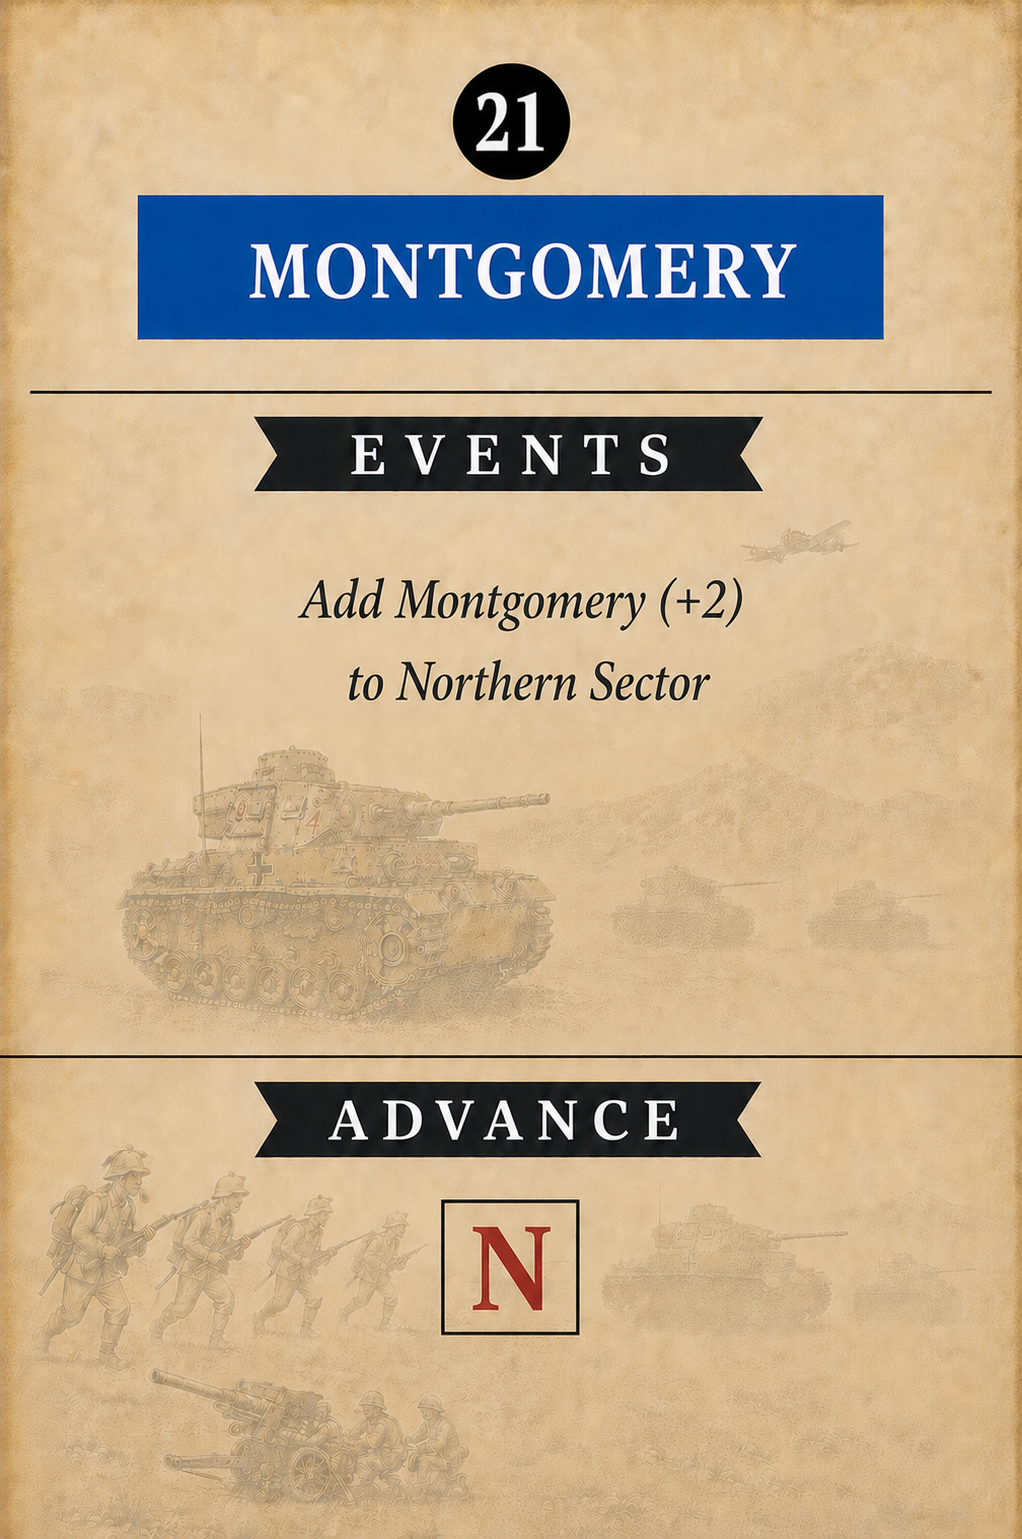 21
MONTGOMERY
EVENTS
Add Montgomery (+2)
to Northern Sector
ADVANCE
N